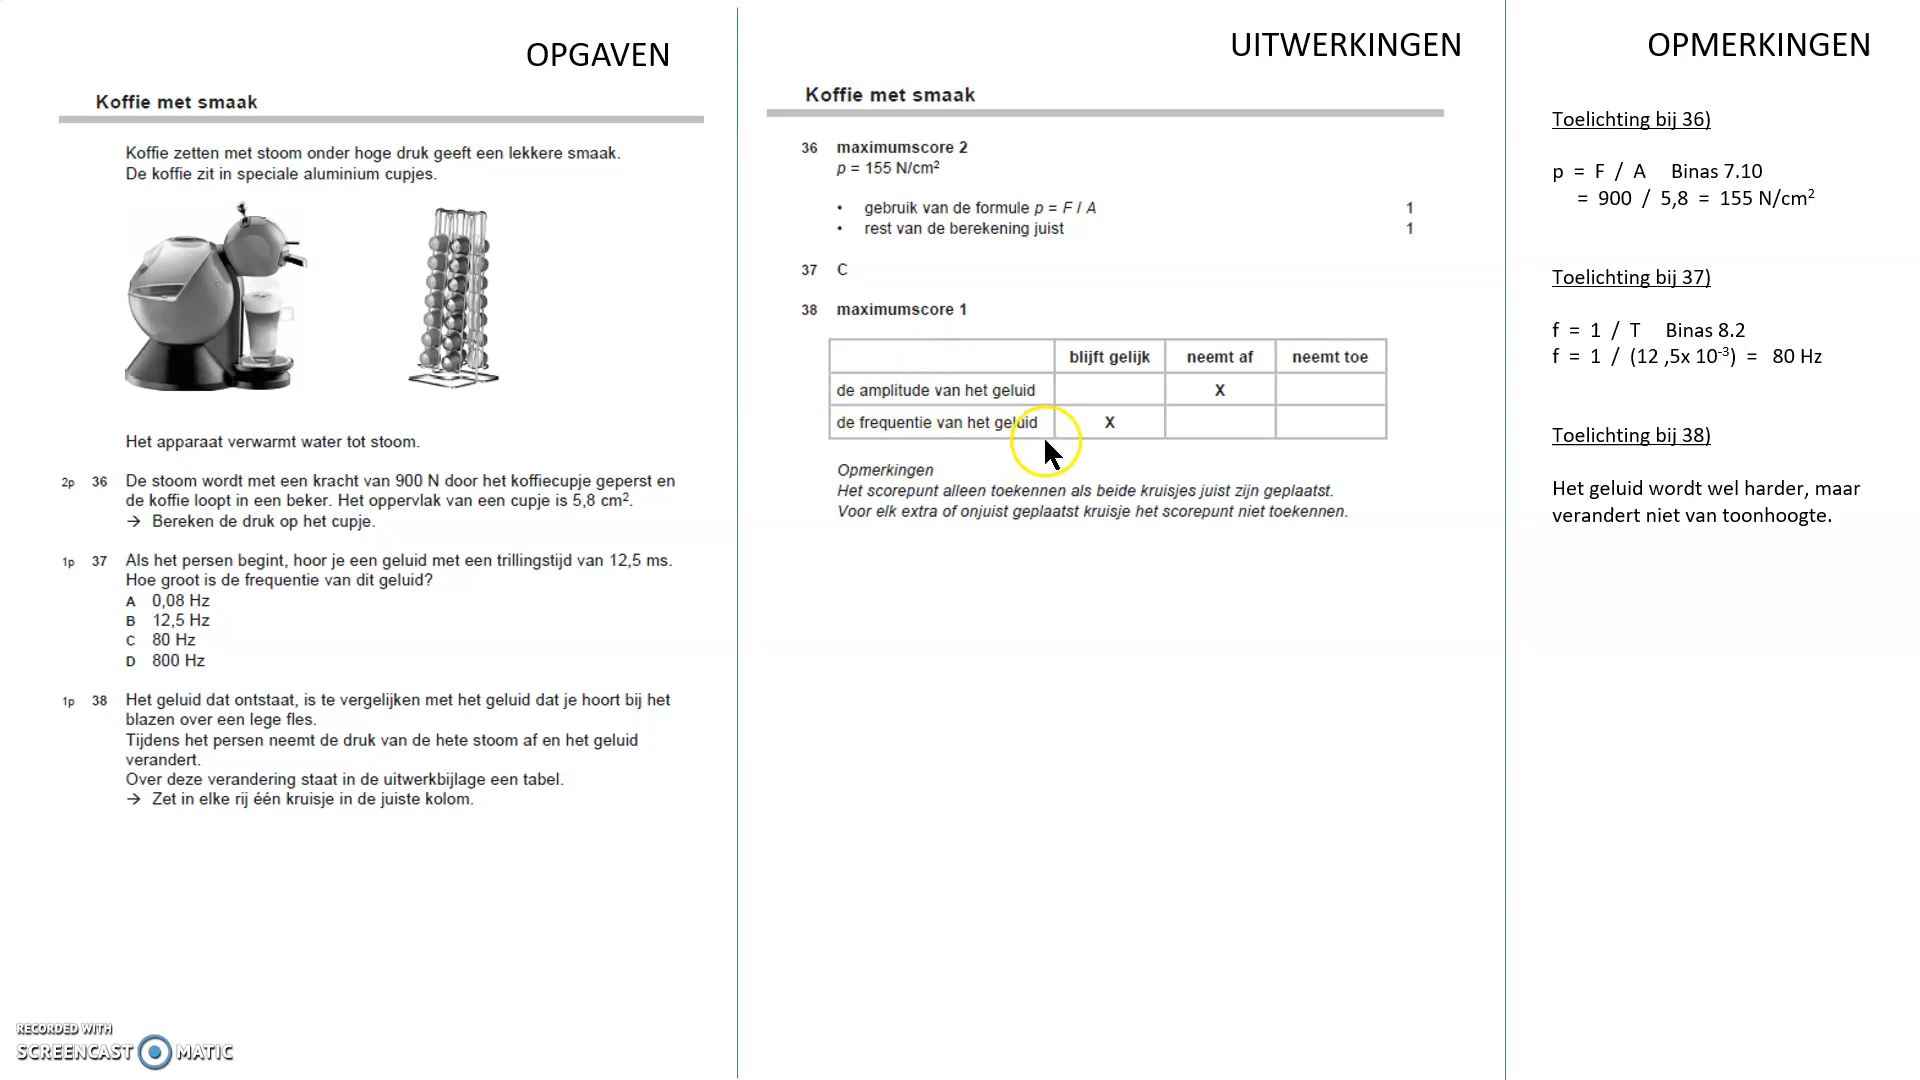 OPGAVEN
Koffie met smaak
Koffie zetten met stoom onder hoge druk geeft een lekkere smaak.
De koffie zit in speciale aluminium cupjes.
Het apparaat verwarmt water tot stoom.
2p 36 De stoom wordt met een kracht van 900 N door het koffiecupje geperst en
de koffie loopt in een beker. Het oppervlak van een cupje is 5,8 cm².
→ Bereken de druk op het cupje.
1p 37 Als het persen begint, hoor je een geluid met een trillingstijd van 12,5 ms.
Hoe groot is de frequentie van dit geluid?
A 0,08 Hz
B 12,5 Hz
C 80 Hz
D 800 Hz
1p 38 Het geluid dat ontstaat, is te vergelijken met het geluid dat je hoort bij het
blazen over een lege fles.
Tijdens het persen neemt de druk van de hete stoom af en het geluid
verandert.
Over deze verandering staat in de uitwerkbijlage een tabel.
→ Zet in elke rij één kruisje in de juiste kolom.
UITWERKINGEN
Koffie met smaak
36 maximumscore 2
p = 155 N/cm²
• gebruik van de formule p = F / A 1
• rest van de berekening juist 1
37 C
38 maximumscore 1
blijft gelijk neemt af neemt toe
de amplitude van het geluid X
de frequentie van het geluid X
Opmerkingen
Het scorepunt alleen toekennen als beide kruisjes juist zijn geplaatst.
Voor elk extra of onjuist geplaatst kruisje het scorepunt niet toekennen.
OPMERKINGEN
Toelichting bij 36)
p = F / A Binas 7.10
= 900 / 5,8 = 155 N/cm²
Toelichting bij 37)
f = 1 / T Binas 8.2
f = 1 / (12 ,5x 10⁻³) = 80 Hz
Toelichting bij 38)
Het geluid wordt wel harder, maar
verandert niet van toonhoogte.
RECORDED WITH
SCREENCAST MATIC